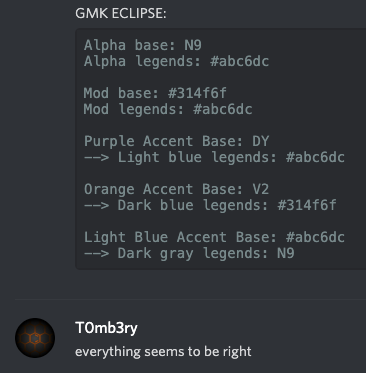 GMK ECLIPSE:
Alpha base: N9
Alpha legends: #abc6dc
Mod base: #314f6f
Mod legends: #abc6dc
Purple Accent Base: DY
--> Light blue legends: #abc6dc
Orange Accent Base: V2
--> Dark blue legends: #314f6f
Light Blue Accent Base: #abc6dc
--> Dark gray legends: N9
T0mb3ry
everything seems to be right